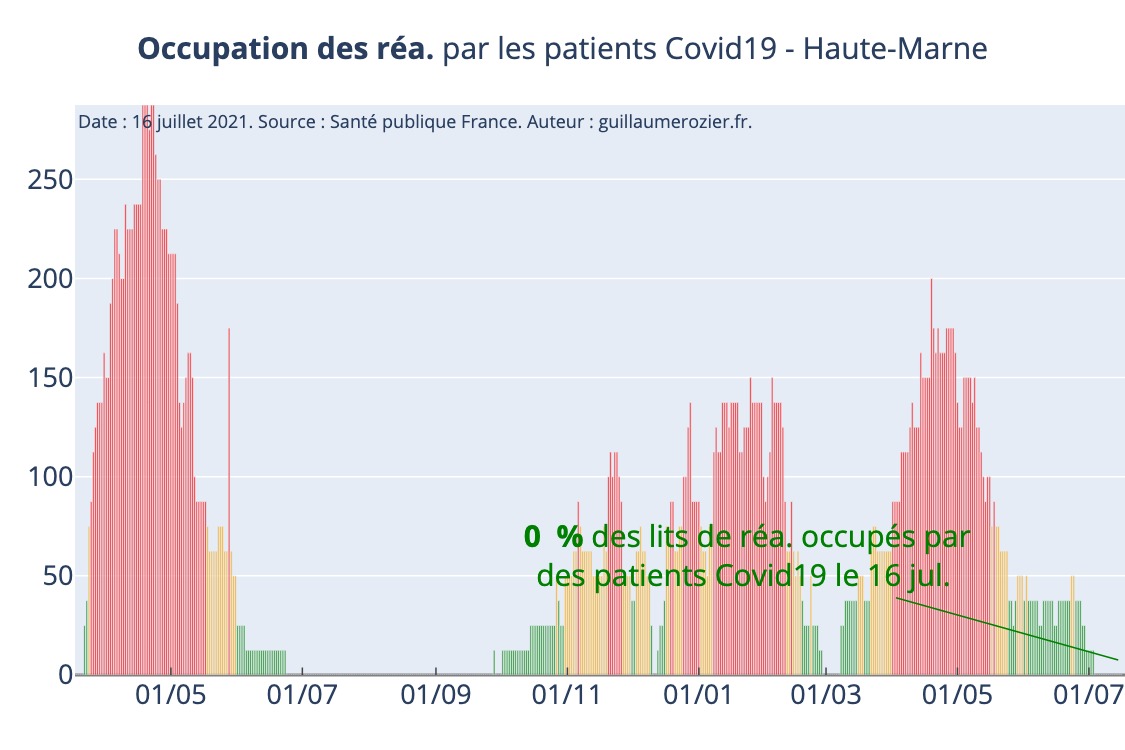 Occupation des réa. par les patients Covid19 - Haute-Marne
Date : 16 juillet 2021. Source : Santé publique France. Auteur : guillaumerozier.fr.
250
200
150
100
0 % des lits de réa. occupés par
des patients Covid19 le 16 jul.
50
0
01/05 01/07 01/09 01/11 01/01 01/03 01/05 01/07